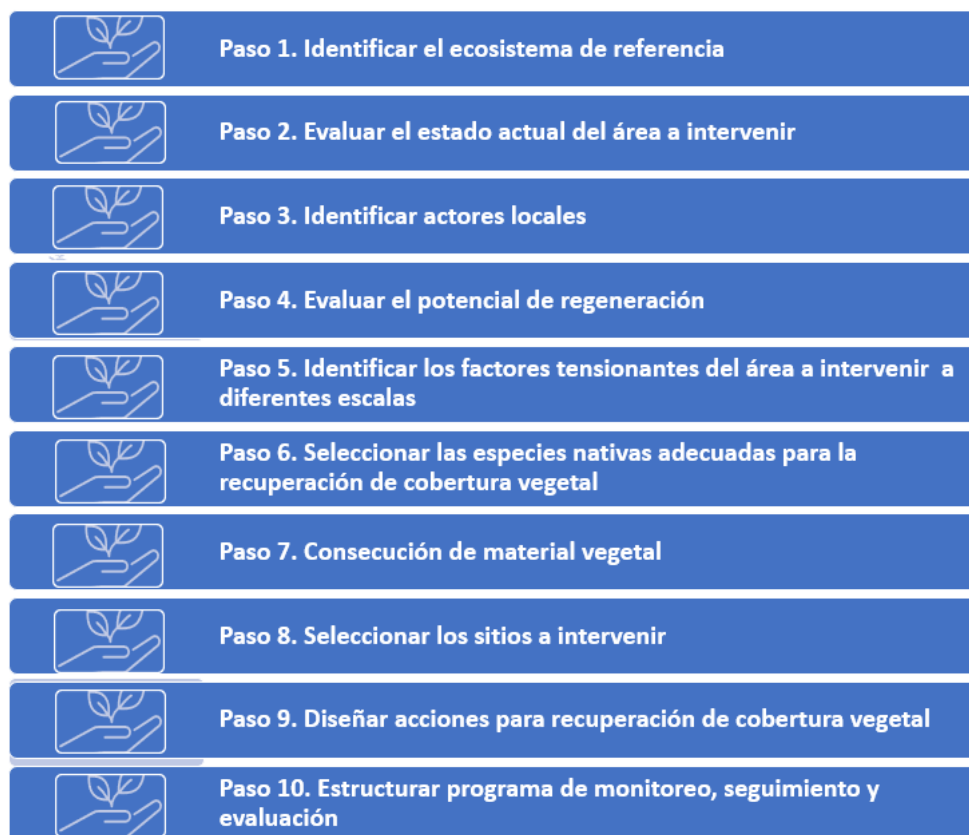 Paso 1. Identificar el ecosistema de referencia
Paso 2. Evaluar el estado actual del área a intervenir
Paso 3. Identificar actores locales
Paso 4. Evaluar el potencial de regeneración
Paso 5. Identificar los factores tensionantes del área a intervenir a
diferentes escalas
Paso 6. Seleccionar las especies nativas adecuadas para la
recuperación de cobertura vegetal
Paso 7. Consecución de material vegetal
Paso 8. Seleccionar los sitios a intervenir
Paso 9. Diseñar acciones para recuperación de cobertura vegetal
Paso 10. Estructurar programa de monitoreo, seguimiento y
evaluación